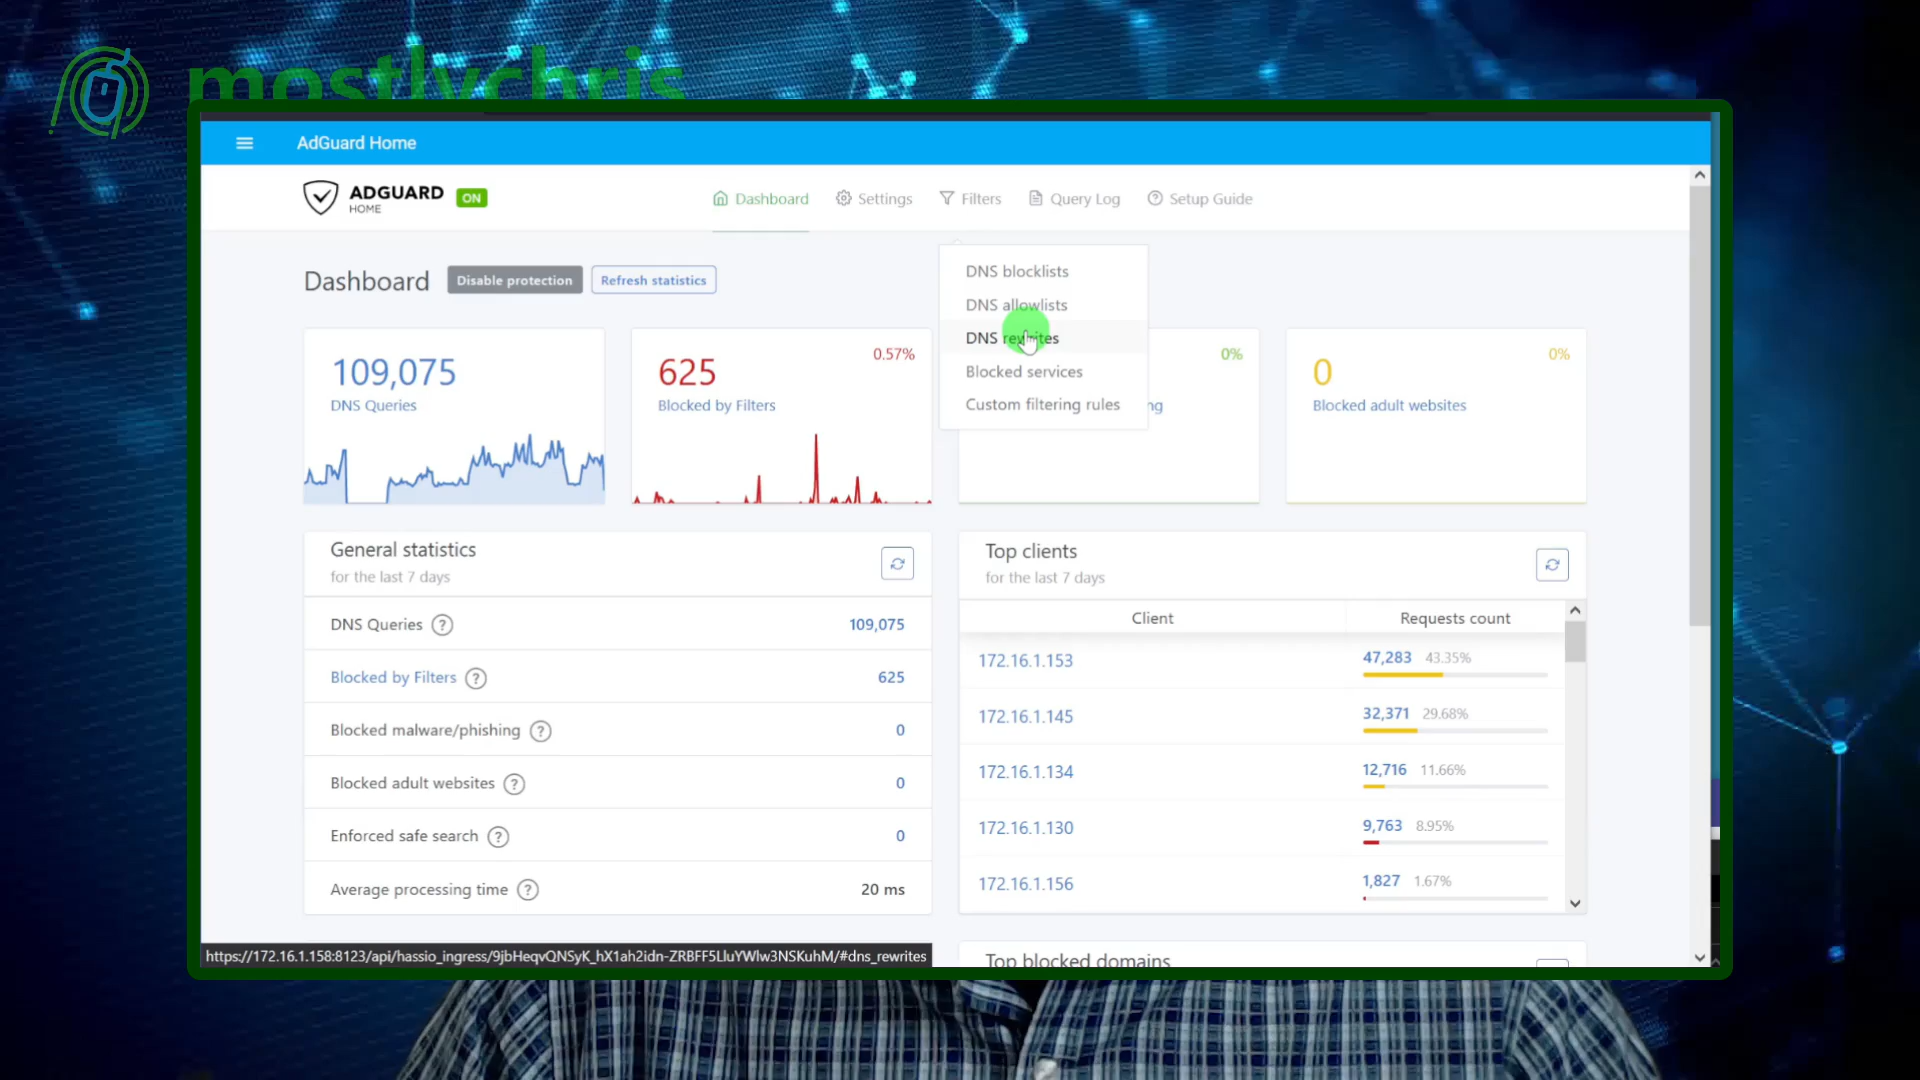 mostlychris
AdGuard Home
ADGUARD
HOME
ON
Dashboard
Settings
Filters
Query Log
Setup Guide
Dashboard
Disable protection
Refresh statistics
DNS blocklists
DNS allowlists
DNS rewrites
Blocked services
Custom filtering rules
109,075
DNS Queries
625
0.57%
Blocked by Filters
0%
ng
0
0%
Blocked adult websites
General statistics
for the last 7 days
DNS Queries ?
109,075
Blocked by Filters ?
625
Blocked malware/phishing ?
0
Blocked adult websites ?
0
Enforced safe search ?
0
Average processing time ?
20 ms
Top clients
for the last 7 days
Client
Requests count
172.16.1.153
47,283 43.35%
172.16.1.145
32,371 29.68%
172.16.1.134
12,716 11.66%
172.16.1.130
9,763 8.95%
172.16.1.156
1,827 1.67%
Top blocked domains
https://172.16.1.158:8123/api/hassio_ingress/9jbHeqvQNSyK_hX1ah2idn-ZRBFF5LluYWlw3NSKuhM/#dns_rewrites